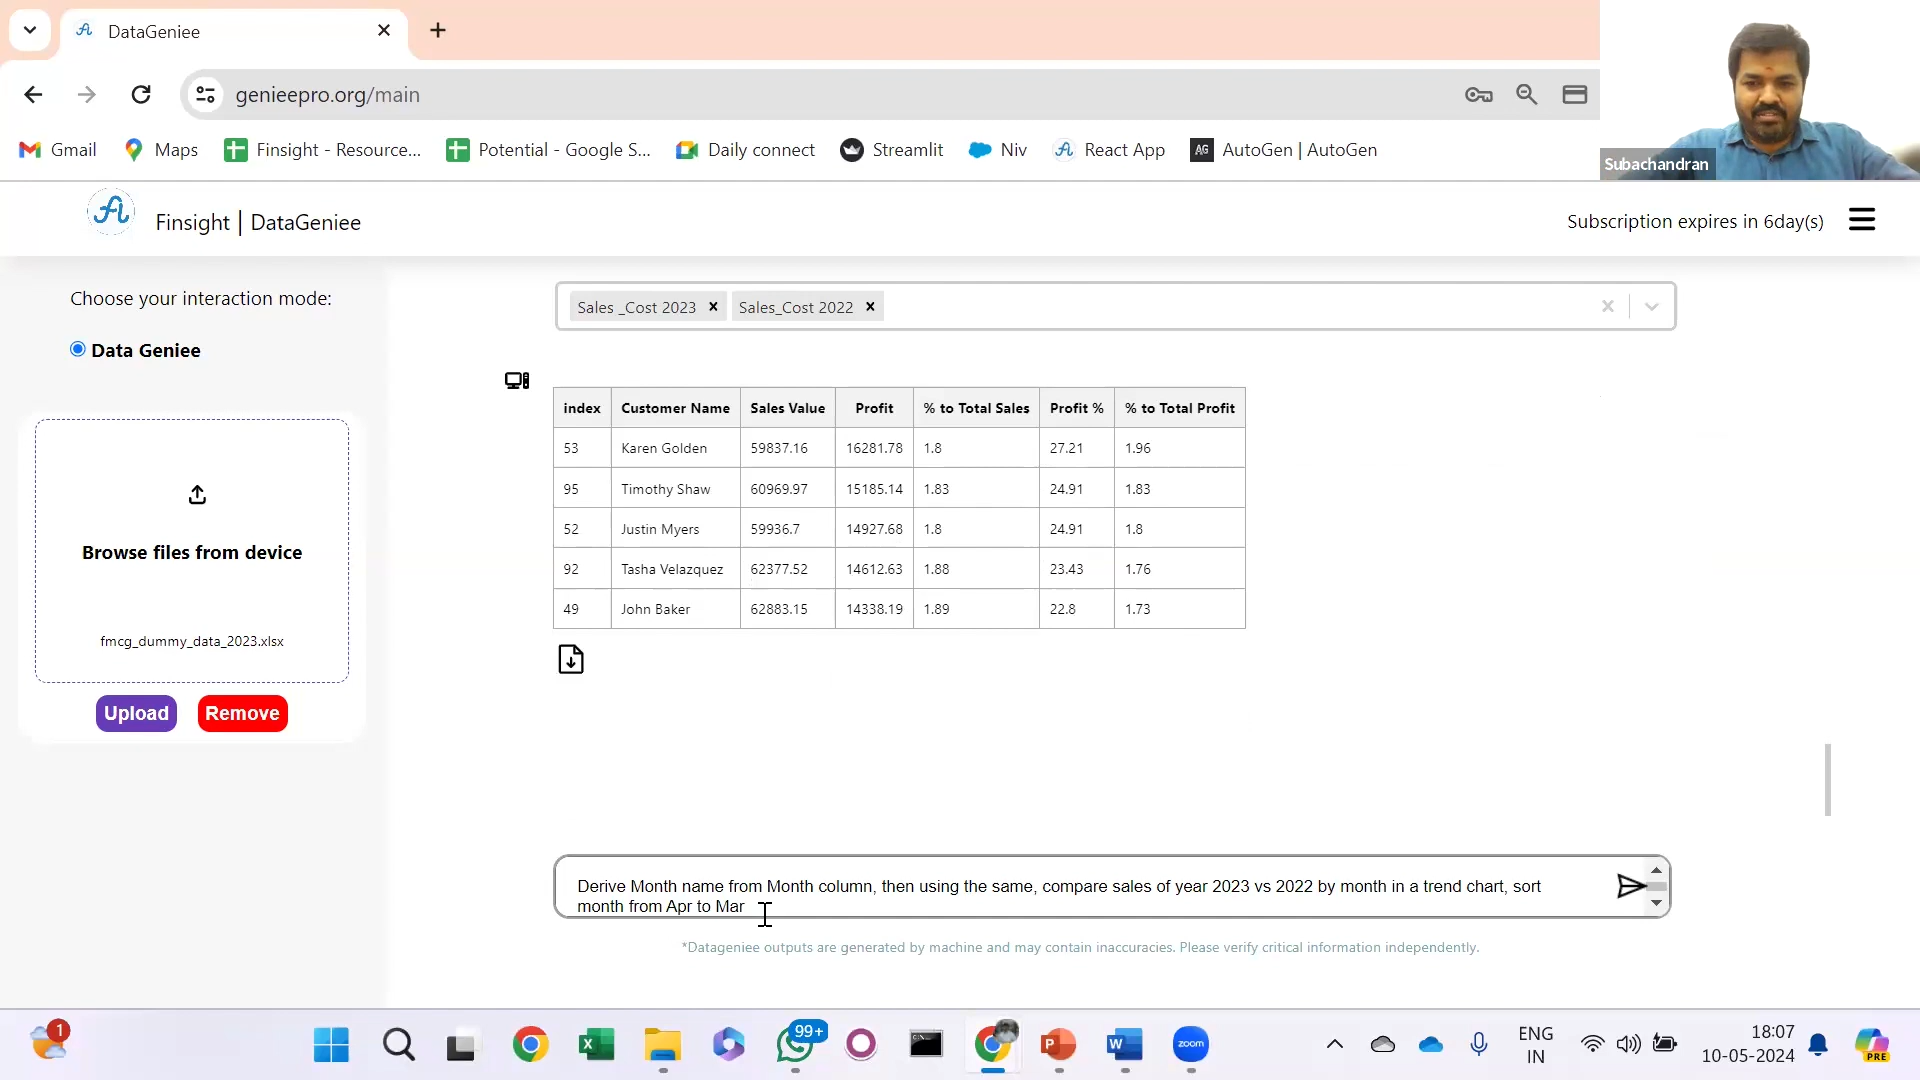 DataGeniee
genieepro.org/main
Gmail Maps Finsight - Resource... Potential - Google S... Daily connect Streamlit Niv React App AG AutoGen | AutoGen
Subachandran
Finsight | DataGeniee
Subscription expires in 6day(s)
Choose your interaction mode:
Data Geniee
Browse files from device
fmcg_dummy_data_2023.xlsx
Upload Remove
Sales _Cost 2023 Sales_Cost 2022
index Customer Name Sales Value Profit % to Total Sales Profit % % to Total Profit
53 Karen Golden 59837.16 16281.78 1.8 27.21 1.96
95 Timothy Shaw 60969.97 15185.14 1.83 24.91 1.83
52 Justin Myers 59936.7 14927.68 1.8 24.91 1.8
92 Tasha Velazquez 62377.52 14612.63 1.88 23.43 1.76
49 John Baker 62883.15 14338.19 1.89 22.8 1.73
Derive Month name from Month column, then using the same, compare sales of year 2023 vs 2022 by month in a trend chart, sort
month from Apr to Mar
*Datageniee outputs are generated by machine and may contain inaccuracies. Please verify critical information independently.
1
99+
zoom
ENG
IN
18:07
10-05-2024
PRE